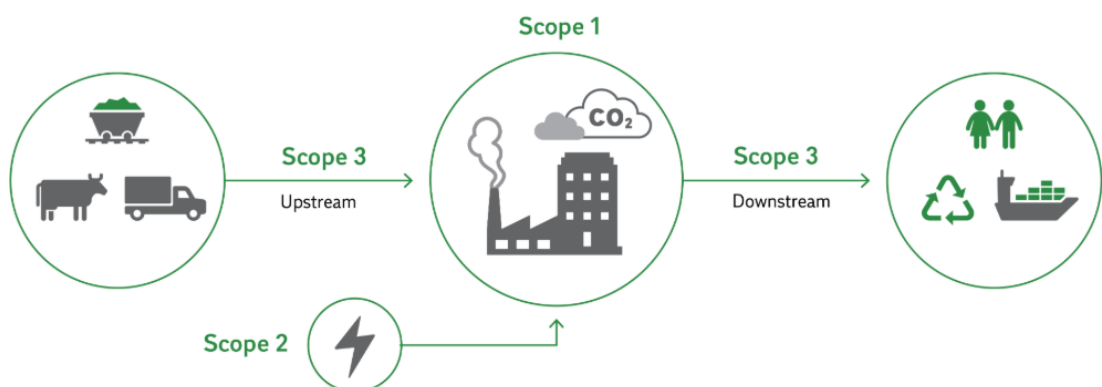 Scope 1
CO₂
Scope 3
Upstream
Scope 3
Downstream
Scope 2